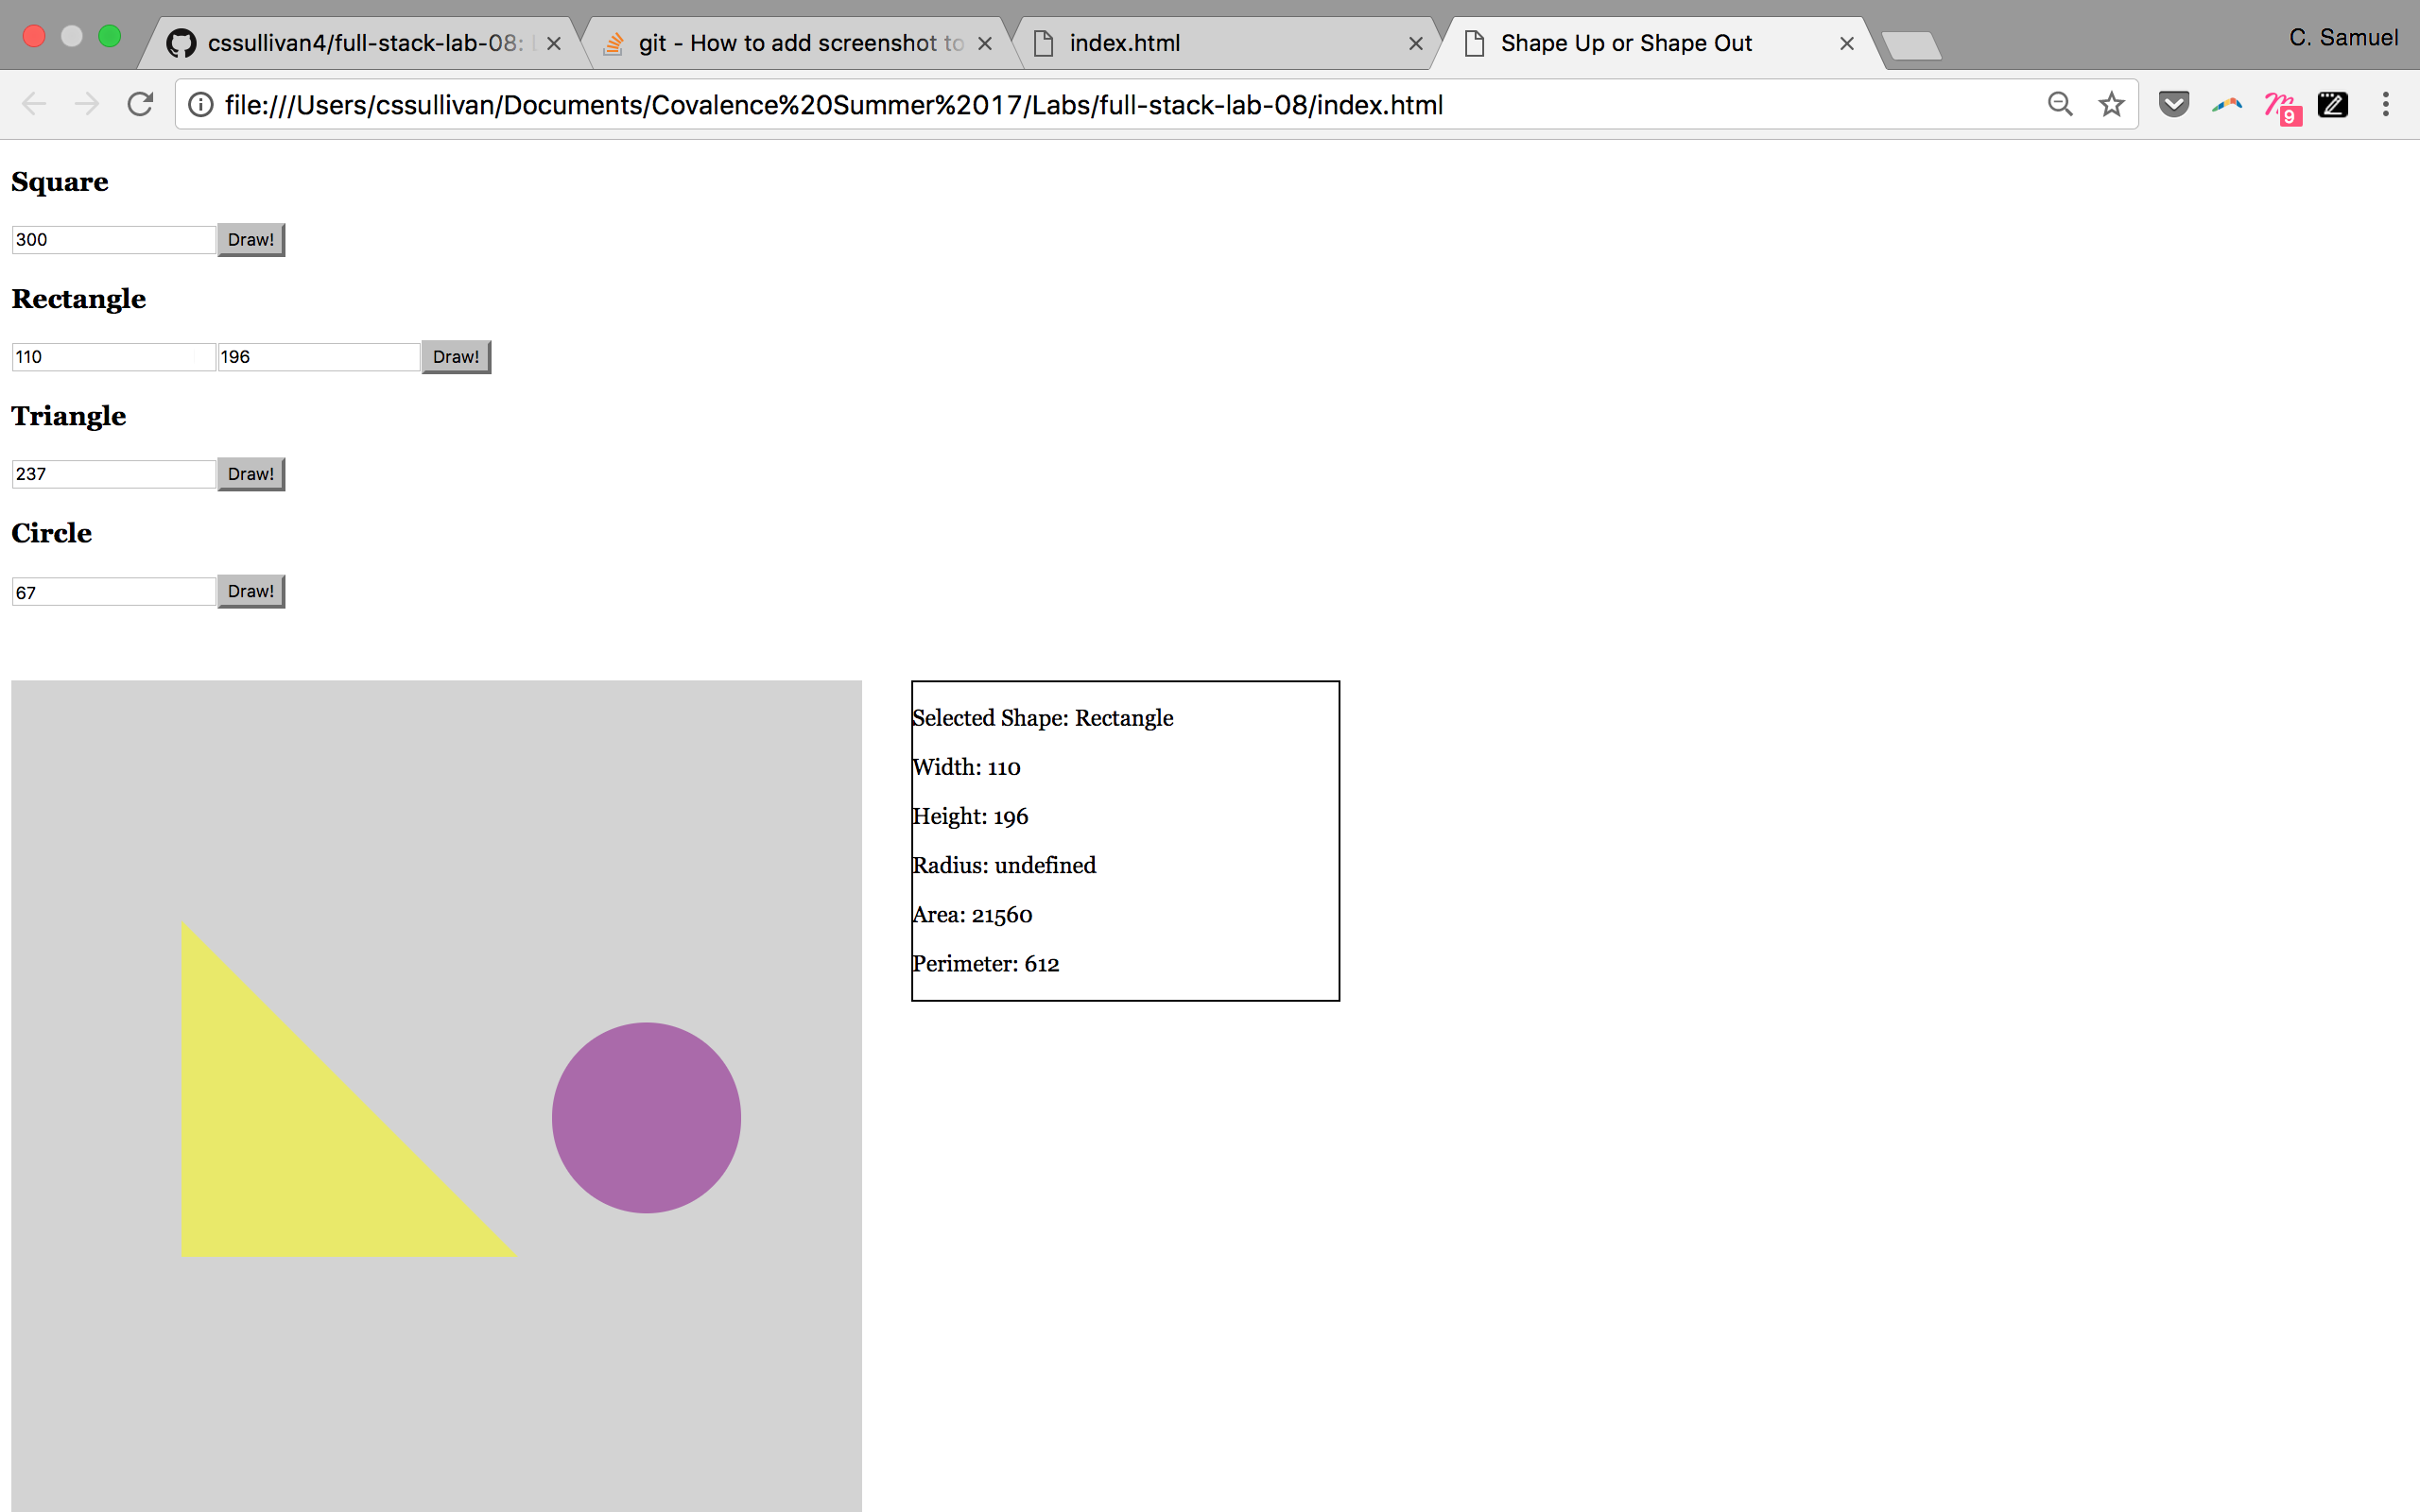 cssullivan4/full-stack-lab-08:
git - How to add screenshot to
index.html
Shape Up or Shape Out
C. Samuel
file:///Users/cssullivan/Documents/Covalence%20Summer%2017/Labs/full-stack-lab-08/index.html
9
Square
300 Draw!
Rectangle
110 196 Draw!
Triangle
237 Draw!
Circle
67 Draw!
Selected Shape: Rectangle
Width: 110
Height: 196
Radius: undefined
Area: 21560
Perimeter: 612